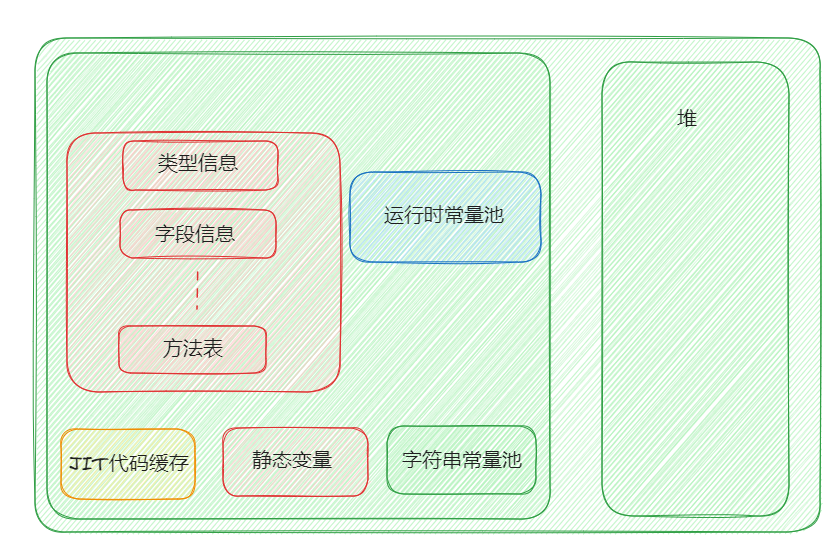 堆
类型信息
运行时常量池
字段信息
方法表
JIT代码缓存
静态变量
字符串常量池